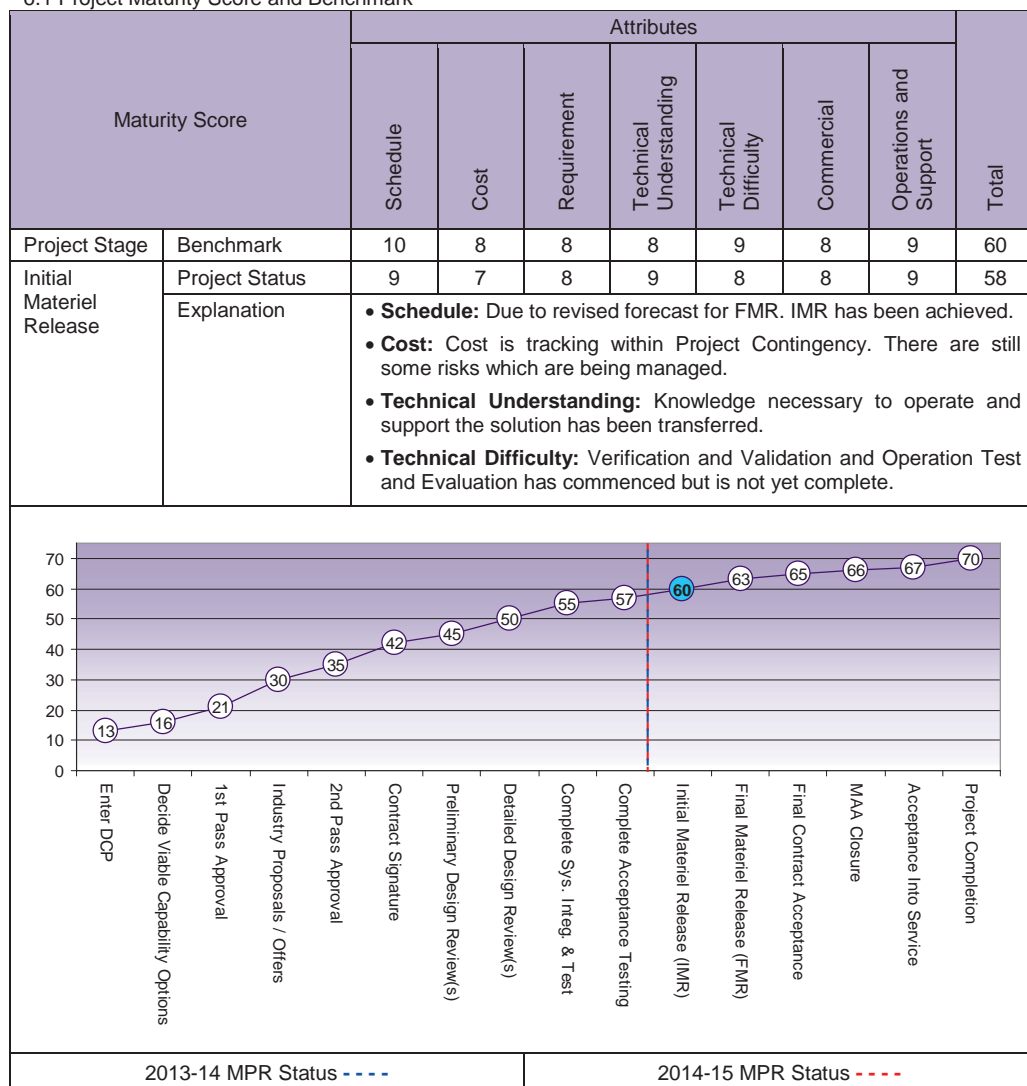 6.1 Project Maturity Score and Benchmark
Maturity Score
Attributes
Schedule
Cost
Requirement
Technical
Understanding
Technical
Difficulty
Commercial
Operations and
Support
Total
Project Stage Benchmark 10 8 8 8 9 8 9 60
Initial
Materiel
Release
Project Status 9 7 8 9 8 8 9 58
Explanation
• Schedule: Due to revised forecast for FMR. IMR has been achieved.
• Cost: Cost is tracking within Project Contingency. There are still
some risks which are being managed.
• Technical Understanding: Knowledge necessary to operate and
support the solution has been transferred.
• Technical Difficulty: Verification and Validation and Operation Test
and Evaluation has commenced but is not yet complete.
70
60
50
40
30
20
10
0
13
16
21
30
35
42
45
50
55
57
60
63
65
66
67
70
Enter DCP
Decide Viable Capability Options
1st Pass Approval
Industry Proposals / Offers
2nd Pass Approval
Contract Signature
Preliminary Design Review(s)
Detailed Design Review(s)
Complete Sys. Integ. & Test
Complete Acceptance Testing
Initial Materiel Release (IMR)
Final Materiel Release (FMR)
Final Contract Acceptance
MAA Closure
Acceptance Into Service
Project Completion
2013-14 MPR Status - - - -
2014-15 MPR Status - - - -